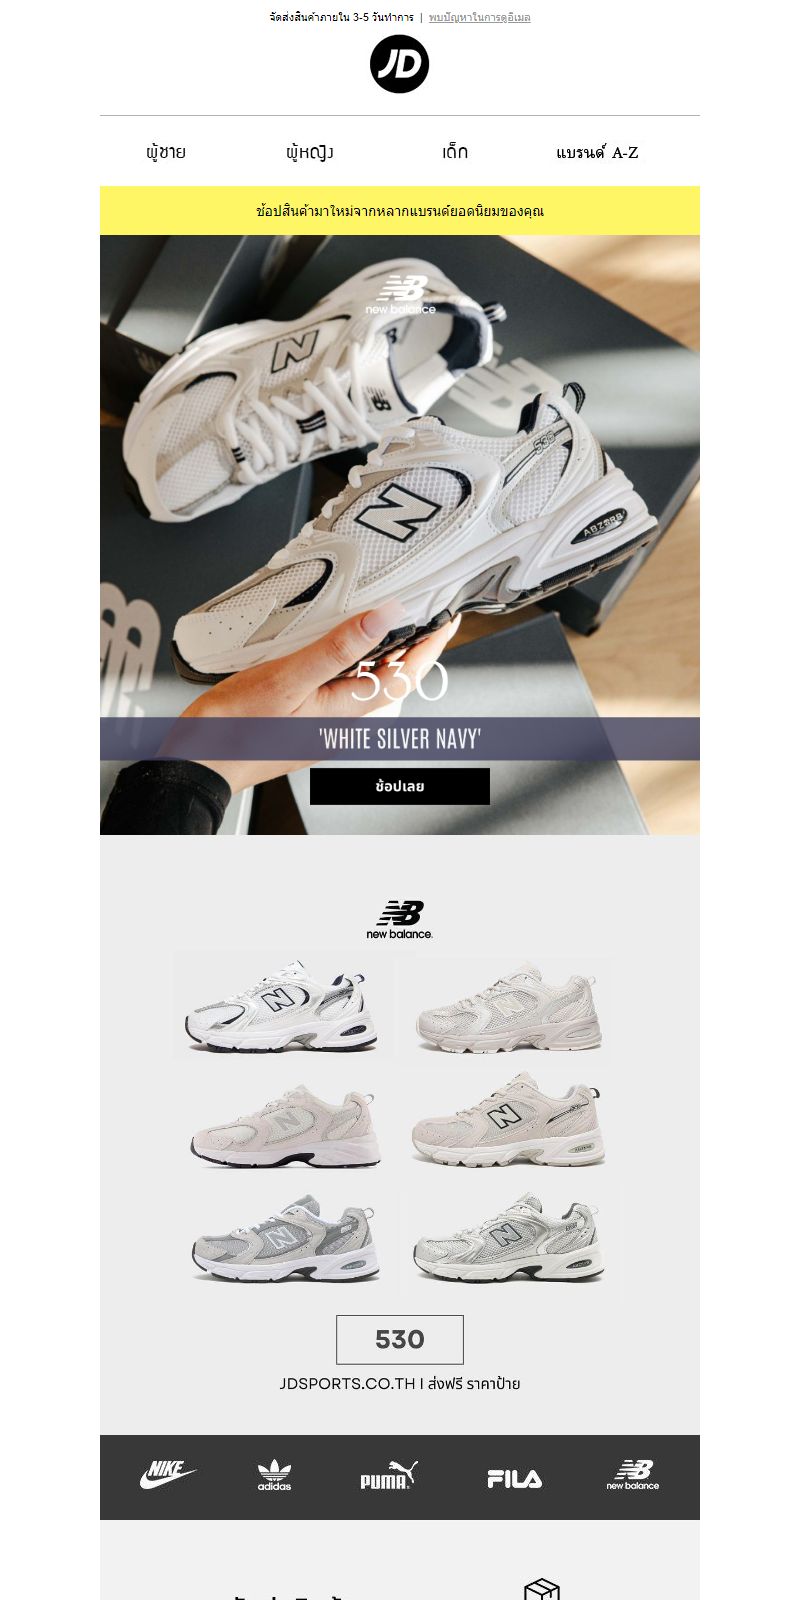 จัดส่งสินค้าภายใน 3-5 วันทำการ | พบปัญหาในการดูอีเมล
JD
ผู้ชาย ผู้หญิง เด็ก แบรนด์ A-Z
ช้อปสินค้ามาใหม่จากหลากแบรนด์ยอดนิยมของคุณ
new balance
530
'WHITE SILVER NAVY'
ช้อปเลย
new balance.
530
JDSPORTS.CO.TH I ส่งฟรี ราคาป้าย
NIKE adidas PUMA FILA new balance